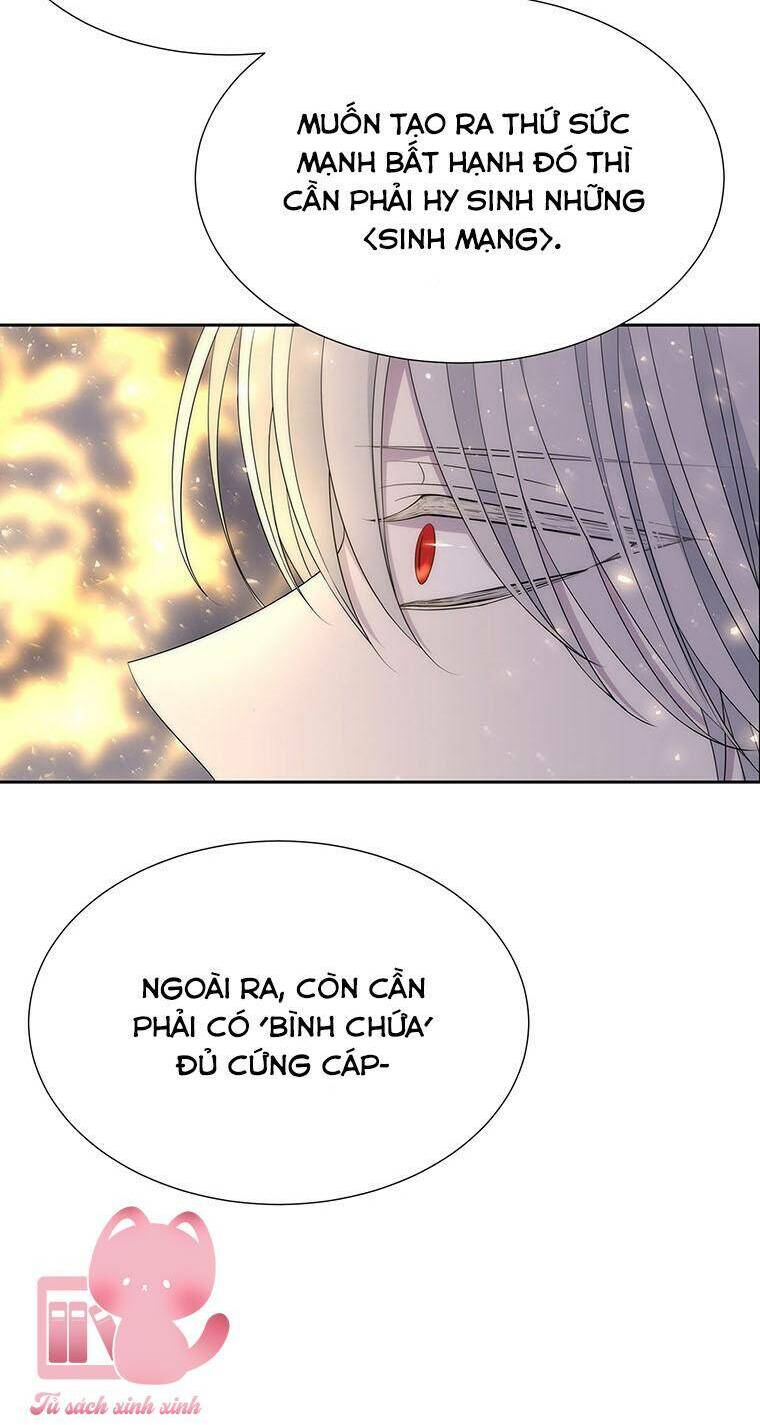 MUỐN TẠO RA THỨ SỨC
MẠNH BẤT HẠNH ĐÓ THÌ
CẦN PHẢI HY SINH NHỮNG
<SINH MẠNG>.
NGOÀI RA, CÒN CẦN
PHẢI CÓ 'BÌNH CHỨA'
ĐỦ CỨNG CÁP-
Tủ sách xinh xinh